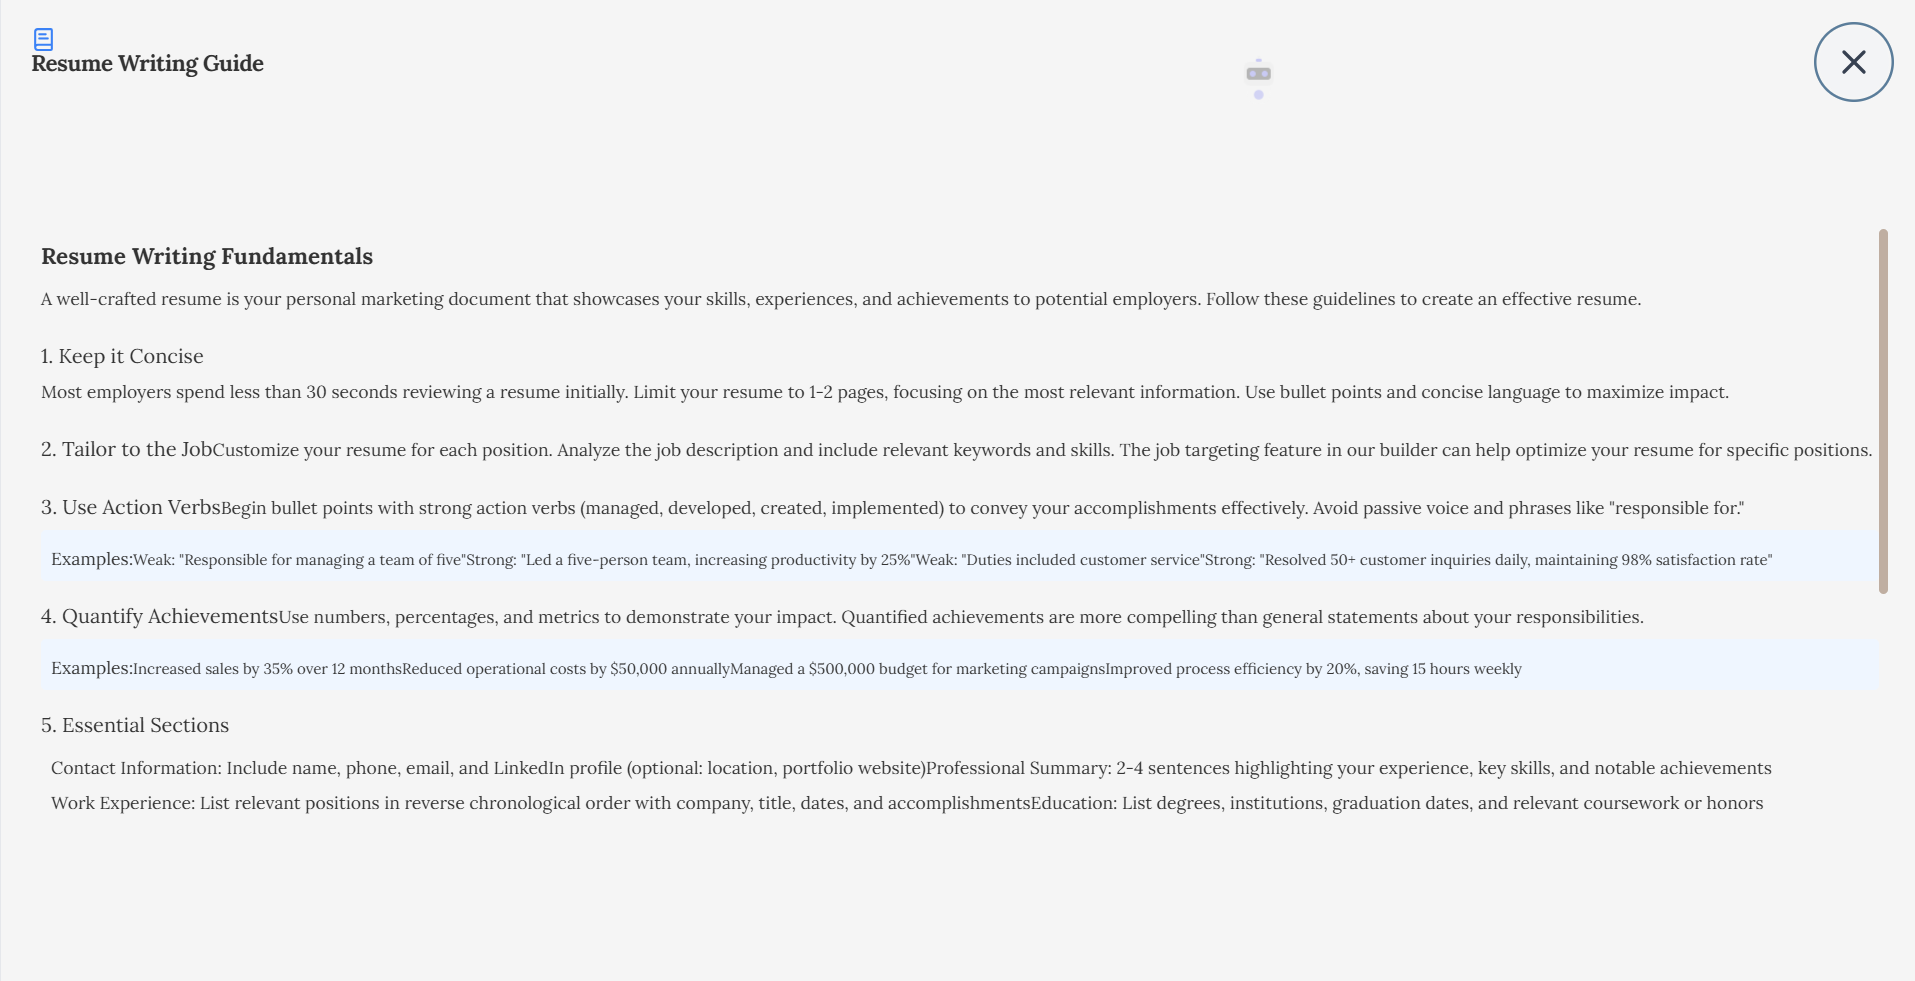 Resume Writing Guide
Resume Writing Fundamentals
A well-crafted resume is your personal marketing document that showcases your skills, experiences, and achievements to potential employers. Follow these guidelines to create an effective resume.
1. Keep it Concise
Most employers spend less than 30 seconds reviewing a resume initially. Limit your resume to 1-2 pages, focusing on the most relevant information. Use bullet points and concise language to maximize impact.
2. Tailor to the JobCustomize your resume for each position. Analyze the job description and include relevant keywords and skills. The job targeting feature in our builder can help optimize your resume for specific positions.
3. Use Action VerbsBegin bullet points with strong action verbs (managed, developed, created, implemented) to convey your accomplishments effectively. Avoid passive voice and phrases like "responsible for."
Examples:Weak: "Responsible for managing a team of five"Strong: "Led a five-person team, increasing productivity by 25%"Weak: "Duties included customer service"Strong: "Resolved 50+ customer inquiries daily, maintaining 98% satisfaction rate"
4. Quantify AchievementsUse numbers, percentages, and metrics to demonstrate your impact. Quantified achievements are more compelling than general statements about your responsibilities.
Examples:Increased sales by 35% over 12 monthsReduced operational costs by $50,000 annuallyManaged a $500,000 budget for marketing campaignsImproved process efficiency by 20%, saving 15 hours weekly
5. Essential Sections
Contact Information: Include name, phone, email, and LinkedIn profile (optional: location, portfolio website)Professional Summary: 2-4 sentences highlighting your experience, key skills, and notable achievements
Work Experience: List relevant positions in reverse chronological order with company, title, dates, and accomplishmentsEducation: List degrees, institutions, graduation dates, and relevant coursework or honors